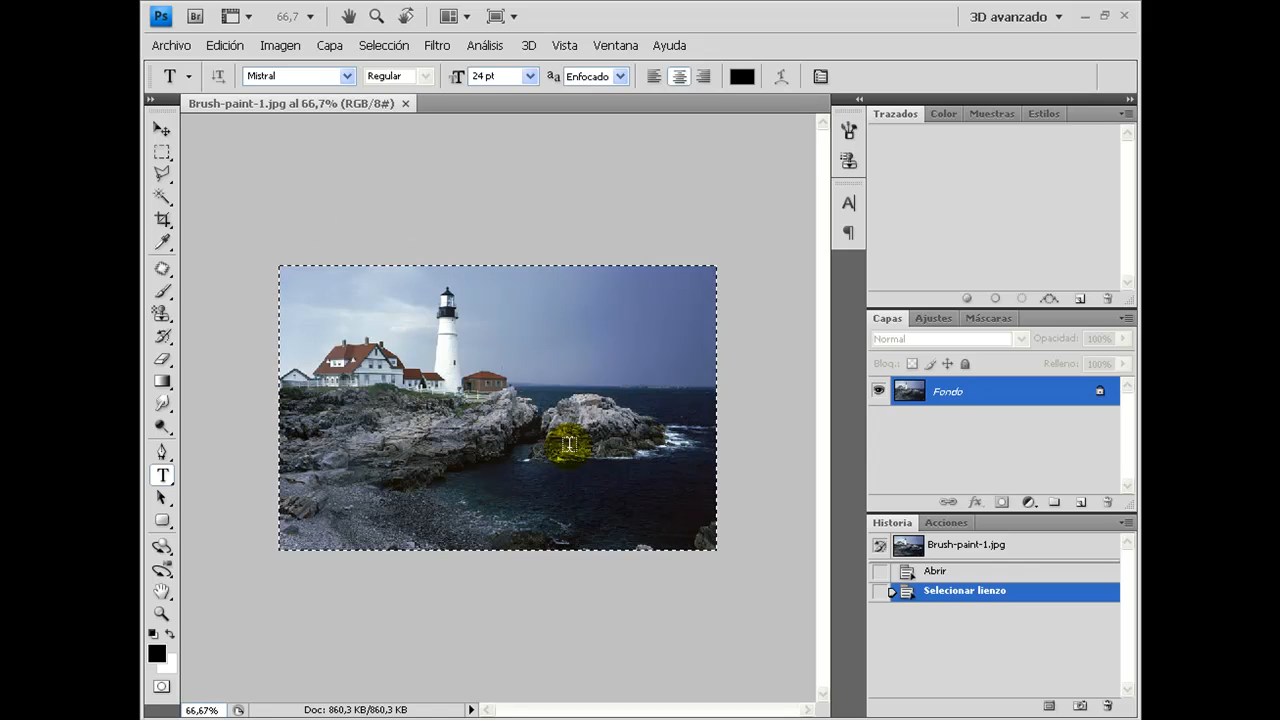 Ps Br 66,7 3D avanzado
Archivo Edición Imagen Capa Selección Filtro Análisis 3D Vista Ventana Ayuda
T T Mistral Regular T 24 pt aa Enfocado
Brush-paint-1.jpg al 66,7% (RGB/8#)
Trazados Color Muestras Estilos
A
T
Capas Ajustes Máscaras
Normal Opacidad: 100%
Bloq.: Relleno: 100%
Fondo
fx
Historia Acciones
Brush-paint-1.jpg
Abrir
Selecionar lienzo
66,67% Doc: 860,3 KB/860,3 KB